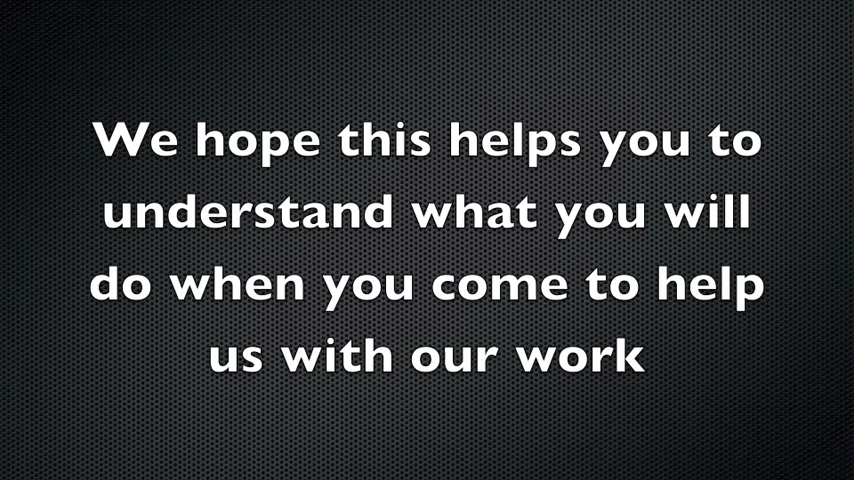 We hope this helps you to
understand what you will
do when you come to help
us with our work